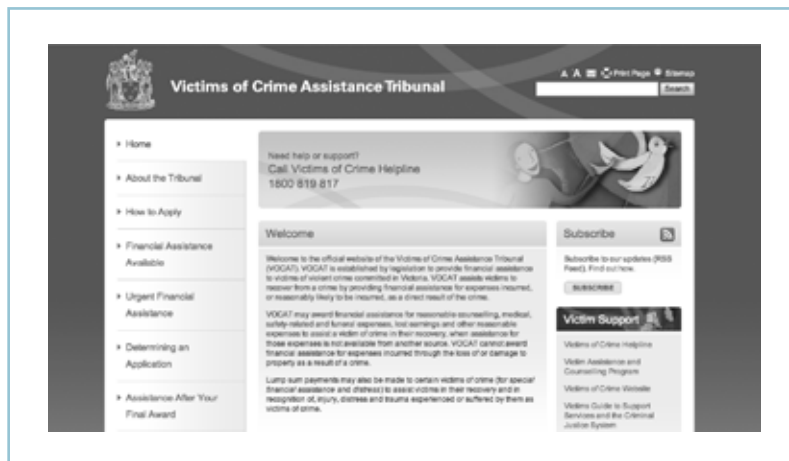 Victims of Crime Assistance Tribunal
A A Print Page Sitemap
Search
Home
About the Tribunal
How to Apply
Financial Assistance
Available
Urgent Financial
Assistance
Determining an
Application
Assistance After Your
Final Award
Need help or support?
Call Victims of Crime Helpline
1800 819 817
Welcome
Welcome to the official website of the Victims of Crime Assistance Tribunal
(VOCAT). VOCAT is established by legislation to provide financial assistance
to victims of violent crime committed in Victoria. VOCAT assists victims to
recover from a crime by providing financial assistance for expenses incurred,
or reasonably likely to be incurred, as a direct result of the crime.
VOCAT may award financial assistance for reasonable counselling, medical,
safety-related and funeral expenses, lost earnings and other reasonable
expenses to assist a victim of crime in their recovery, when assistance for
those expenses is not available from another source. VOCAT cannot award
financial assistance for expenses incurred through the loss of or damage to
property as a result of a crime.
Lump sum payments may also be made to certain victims of crime (for special
financial assistance and distress) to assist victims in their recovery and in
recognition of, injury, distress and trauma experienced or suffered by them as
victims of crime.
Subscribe
Subscribe to our updates (RSS
Feed). Find out how.
SUBSCRIBE
Victim Support
Victims of Crime Helpline
Victim Assistance and
Counselling Program
Victims of Crime Website
Victims Guide to Support
Services and the Criminal
Justice System